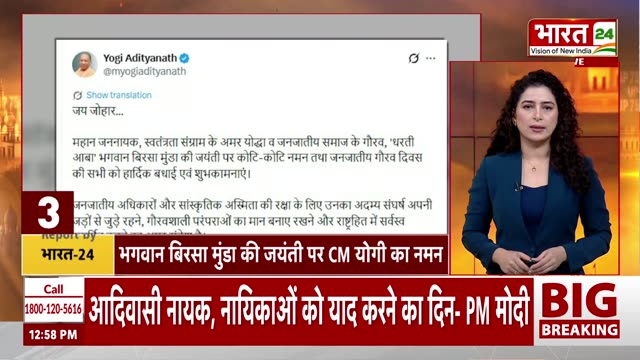 Yogi Adityanath
@myogiadityanath
Show translation
जय जोहार...
महान जननायक, स्वतंत्रता संग्राम के अमर योद्धा व जनजातीय समाज के गौरव, 'धरती
आबा' भगवान बिरसा मुंडा की जयंती पर कोटि-कोटि नमन तथा जनजातीय गौरव दिवस
की सभी को हार्दिक बधाई एवं शुभकामनाएं।
जनजातीय अधिकारों और सांस्कृतिक अस्मिता की रक्षा के लिए उनका अदम्य संघर्ष अपनी
जड़ों से जुड़े रहने, गौरवशाली परंपराओं का मान बनाए रखने और राष्ट्रहित में सर्वस्व
भारत 24
Vision of New India
3
भारत-24
भगवान बिरसा मुंडा की जयंती पर CM योगी का नमन
Call
1800-120-5616
12:58 PM
आदिवासी नायक, नायिकाओं को याद करने का दिन- PM मोदी
BIG
BREAKING